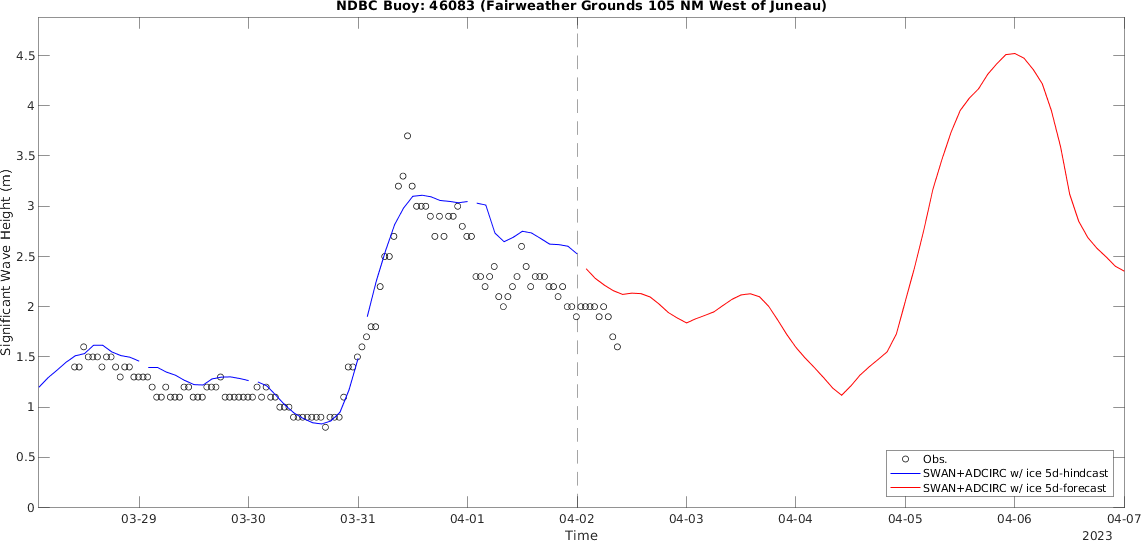 NDBC Buoy: 46083 (Fairweather Grounds 105 NM West of Juneau)
Significant Wave Height (m)
4.5
4
3.5
3
2.5
2
1.5
1
0.5
0
Obs.
SWAN+ADCIRC w/ ice 5d-hindcast
SWAN+ADCIRC w/ ice 5d-forecast
03-29 03-30 03-31 04-01 04-02 04-03 04-04 04-05 04-06 04-07
Time
2023